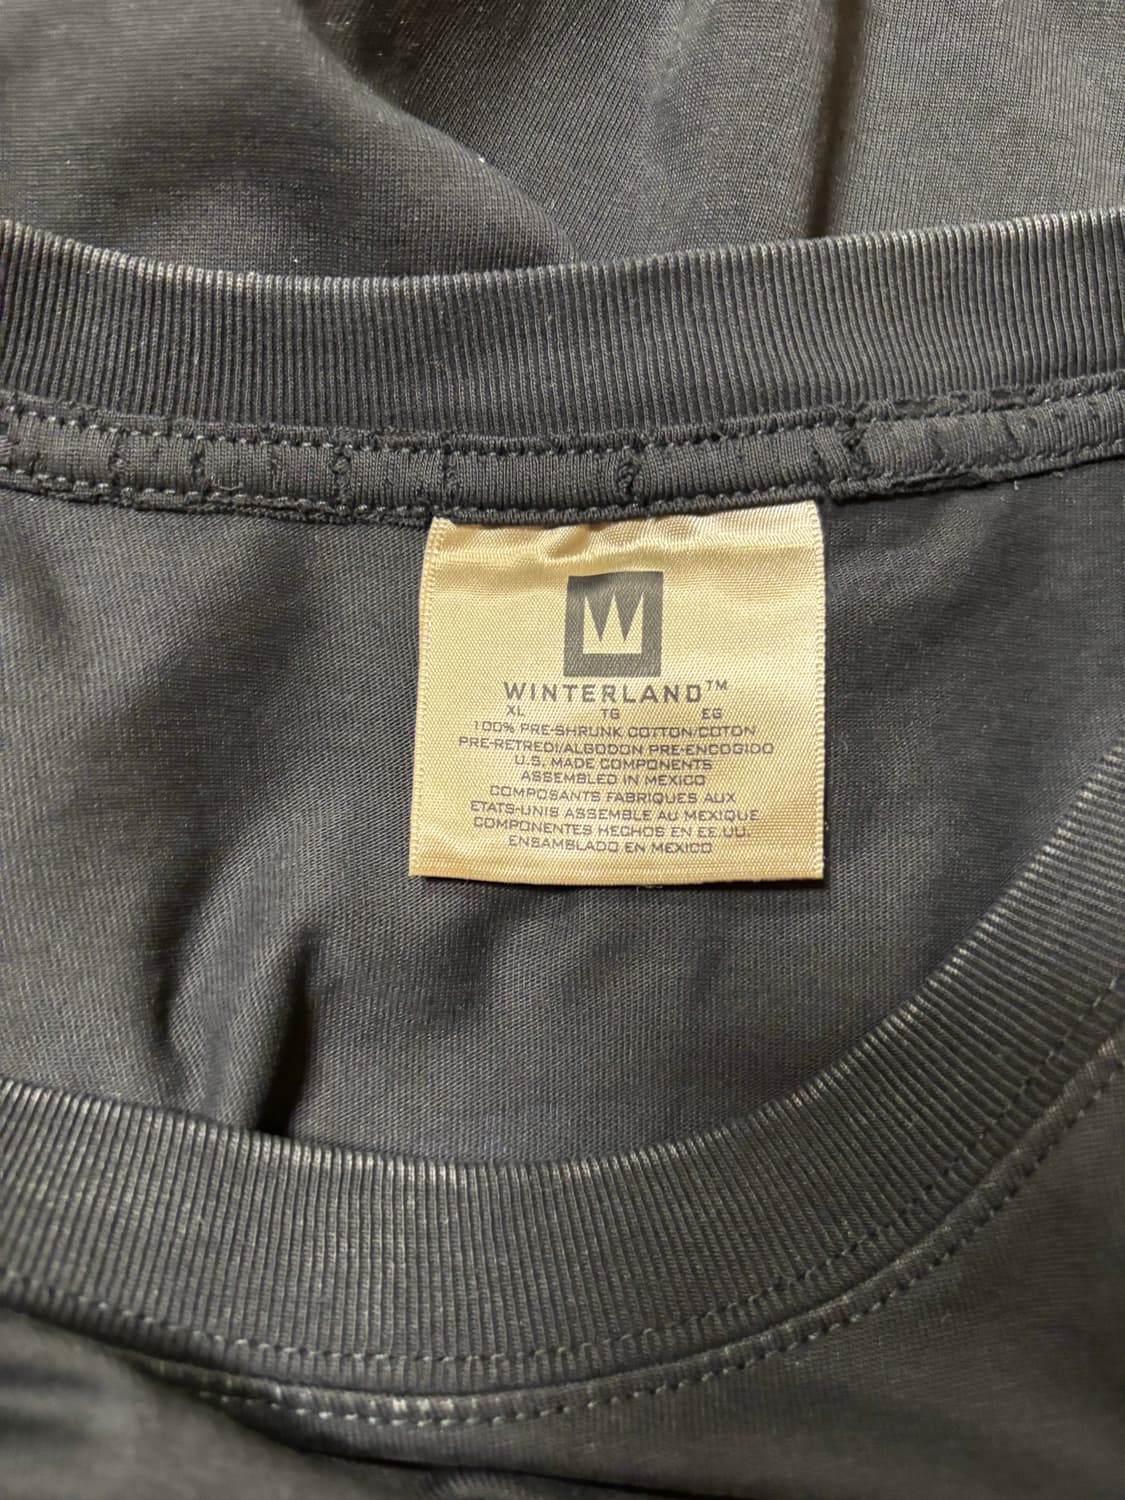 W
WINTERLAND™
XL TG EG
100% PRE-SHRUNK COTTON/COTON
PRE-RETREDI/ALGODON PRE-ENCOGIDO
U.S. MADE COMPONENTS
ASSEMBLED IN MEXICO
COMPOSANTS FABRIQUES AUX
ETATS-UNIS ASSEMBLE AU MEXIQUE
COMPONENTES HECHOS EN EE.UU.
ENSAMBLADO EN MEXICO